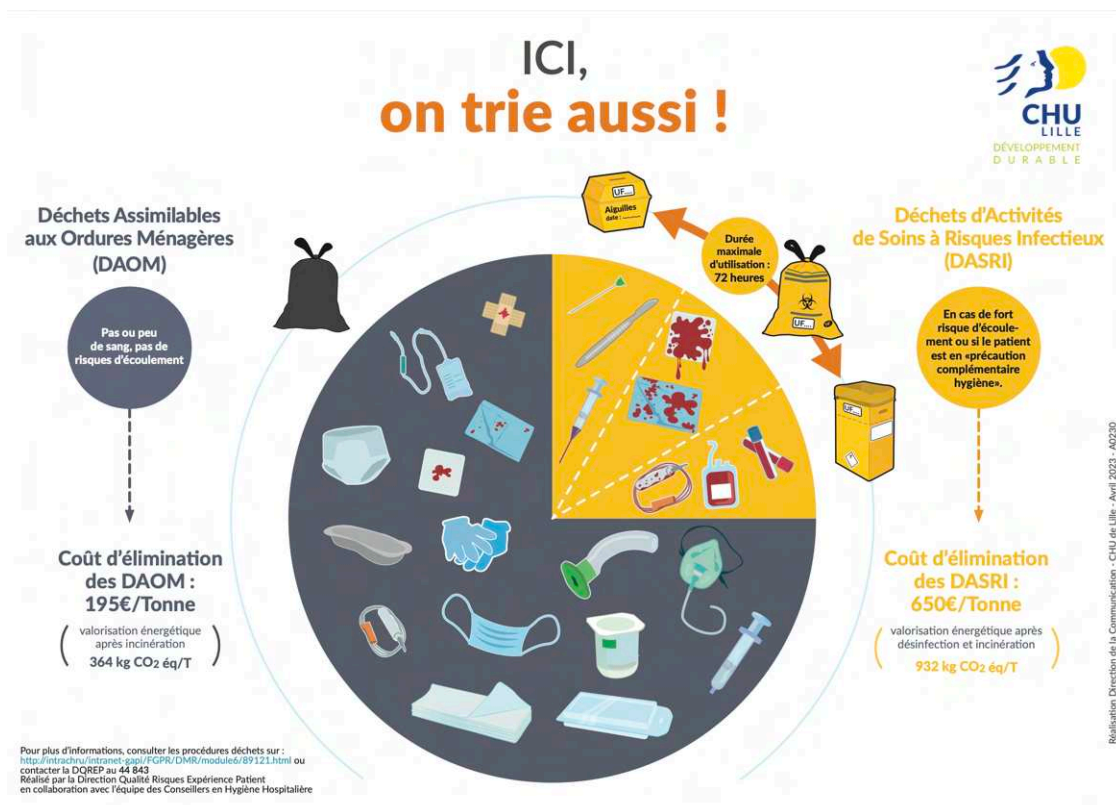 ICI,
on trie aussi !
CHU
LILLE
DÉVELOPPEMENT
DURABLE
Déchets Assimilables
aux Ordures Ménagères
(DAOM)
Pas ou peu
de sang, pas de
risques d'écoulement
Coût d'élimination
des DAOM :
195€/Tonne
valorisation énergétique
après incinération
364 kg CO2 éq/T
UF....
Aiguilles
date :
Durée
maximale
d'utilisation :
72 heures
UF....
UF....
Déchets d'Activités
de Soins à Risques Infectieux
(DASRI)
En cas de fort
risque d'écoule-
ment ou si le patient
est en «précaution
complémentaire
hygiène».
Coût d'élimination
des DASRI :
650€/Tonne
valorisation énergétique après
désinfection et incinération
932 kg CO2 éq/T
Pour plus d'informations, consulter les procédures déchets sur :
http://intrachru/intranet-gapi/FGPR/DMR/module6/89121.html ou
contacter la DQREP au 44 843
Réalisé par la Direction Qualité Risques Expérience Patient
en collaboration avec l'équipe des Conseillers en Hygiène Hospitalière
Réalisation Direction de la Communication - CHU de Lille - Avril 2023 - A0230